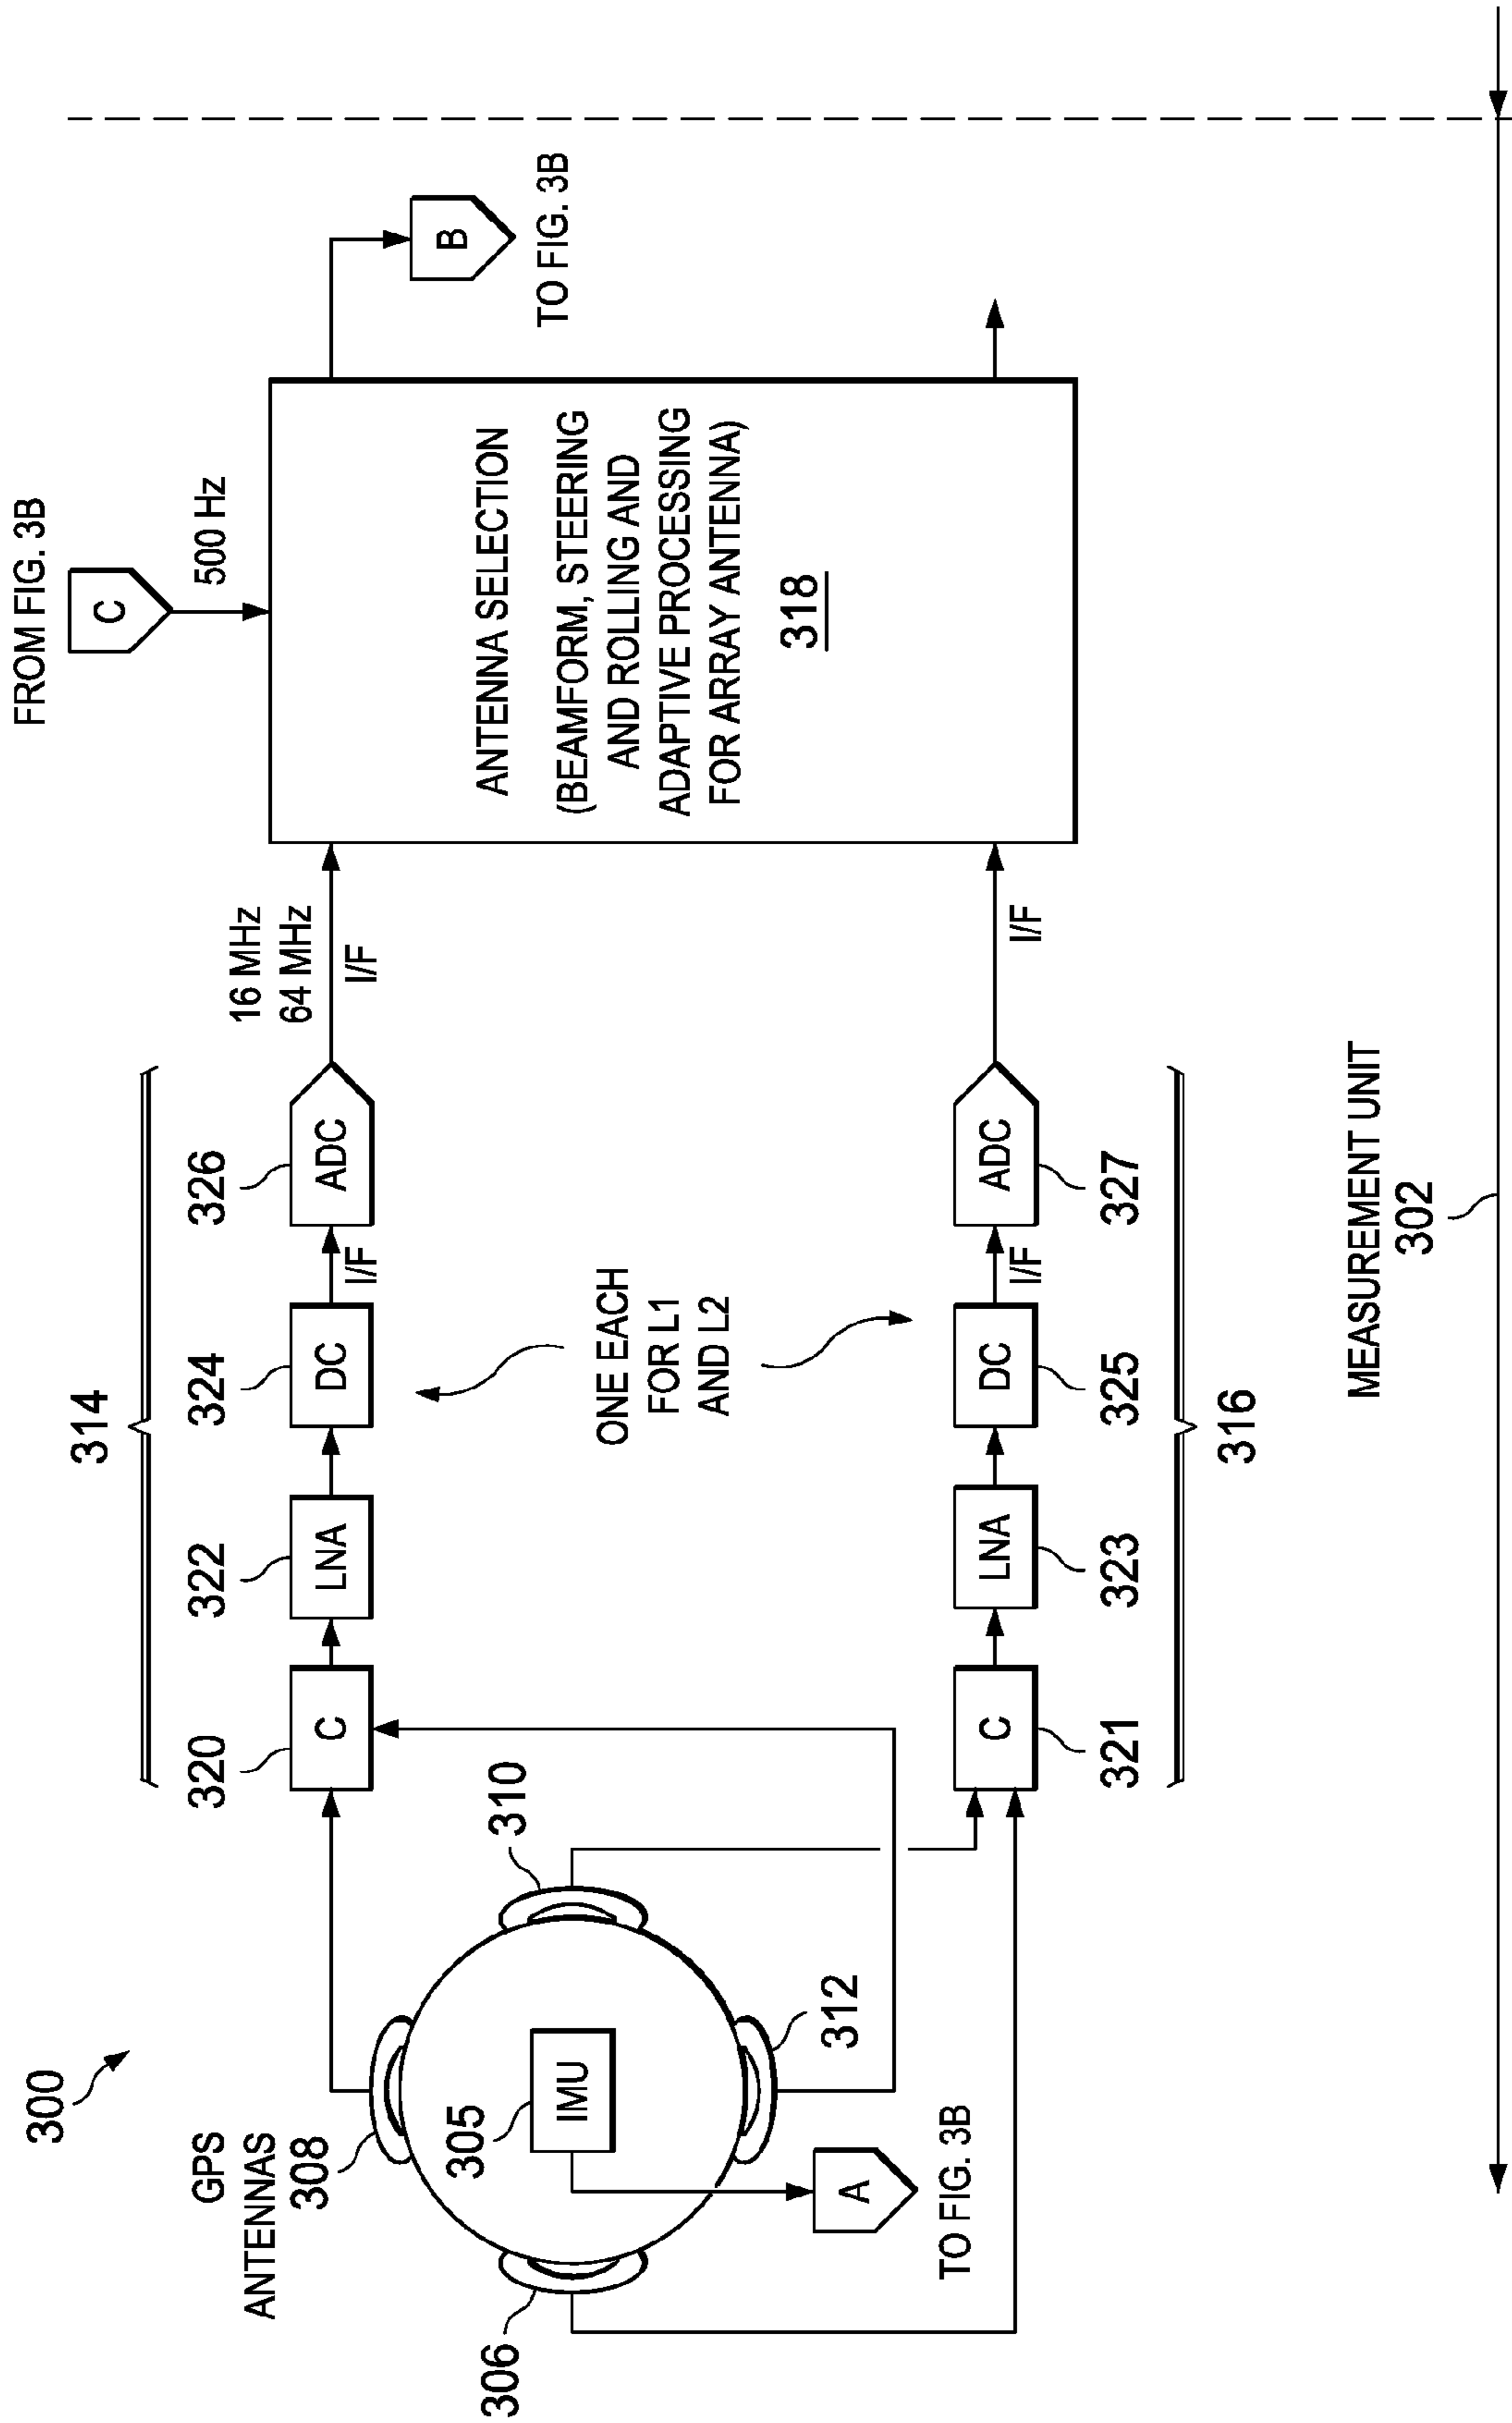 300
GPS
ANTENNAS
308
305
IMU
306
310
312
A
TO FIG. 3B
314
320
C
322
LNA
324
DC
I/F
326
ADC
16 MHz
64 MHz
I/F
ONE EACH
FOR L1
AND L2
C
321
LNA
323
DC
325
I/F
ADC
327
I/F
316
FROM FIG. 3B
C
500 Hz
ANTENNA SELECTION
(BEAMFORM, STEERING
AND ROLLING AND
ADAPTIVE PROCESSING
FOR ARRAY ANTENNA)
318
B
TO FIG. 3B
MEASUREMENT UNIT
302